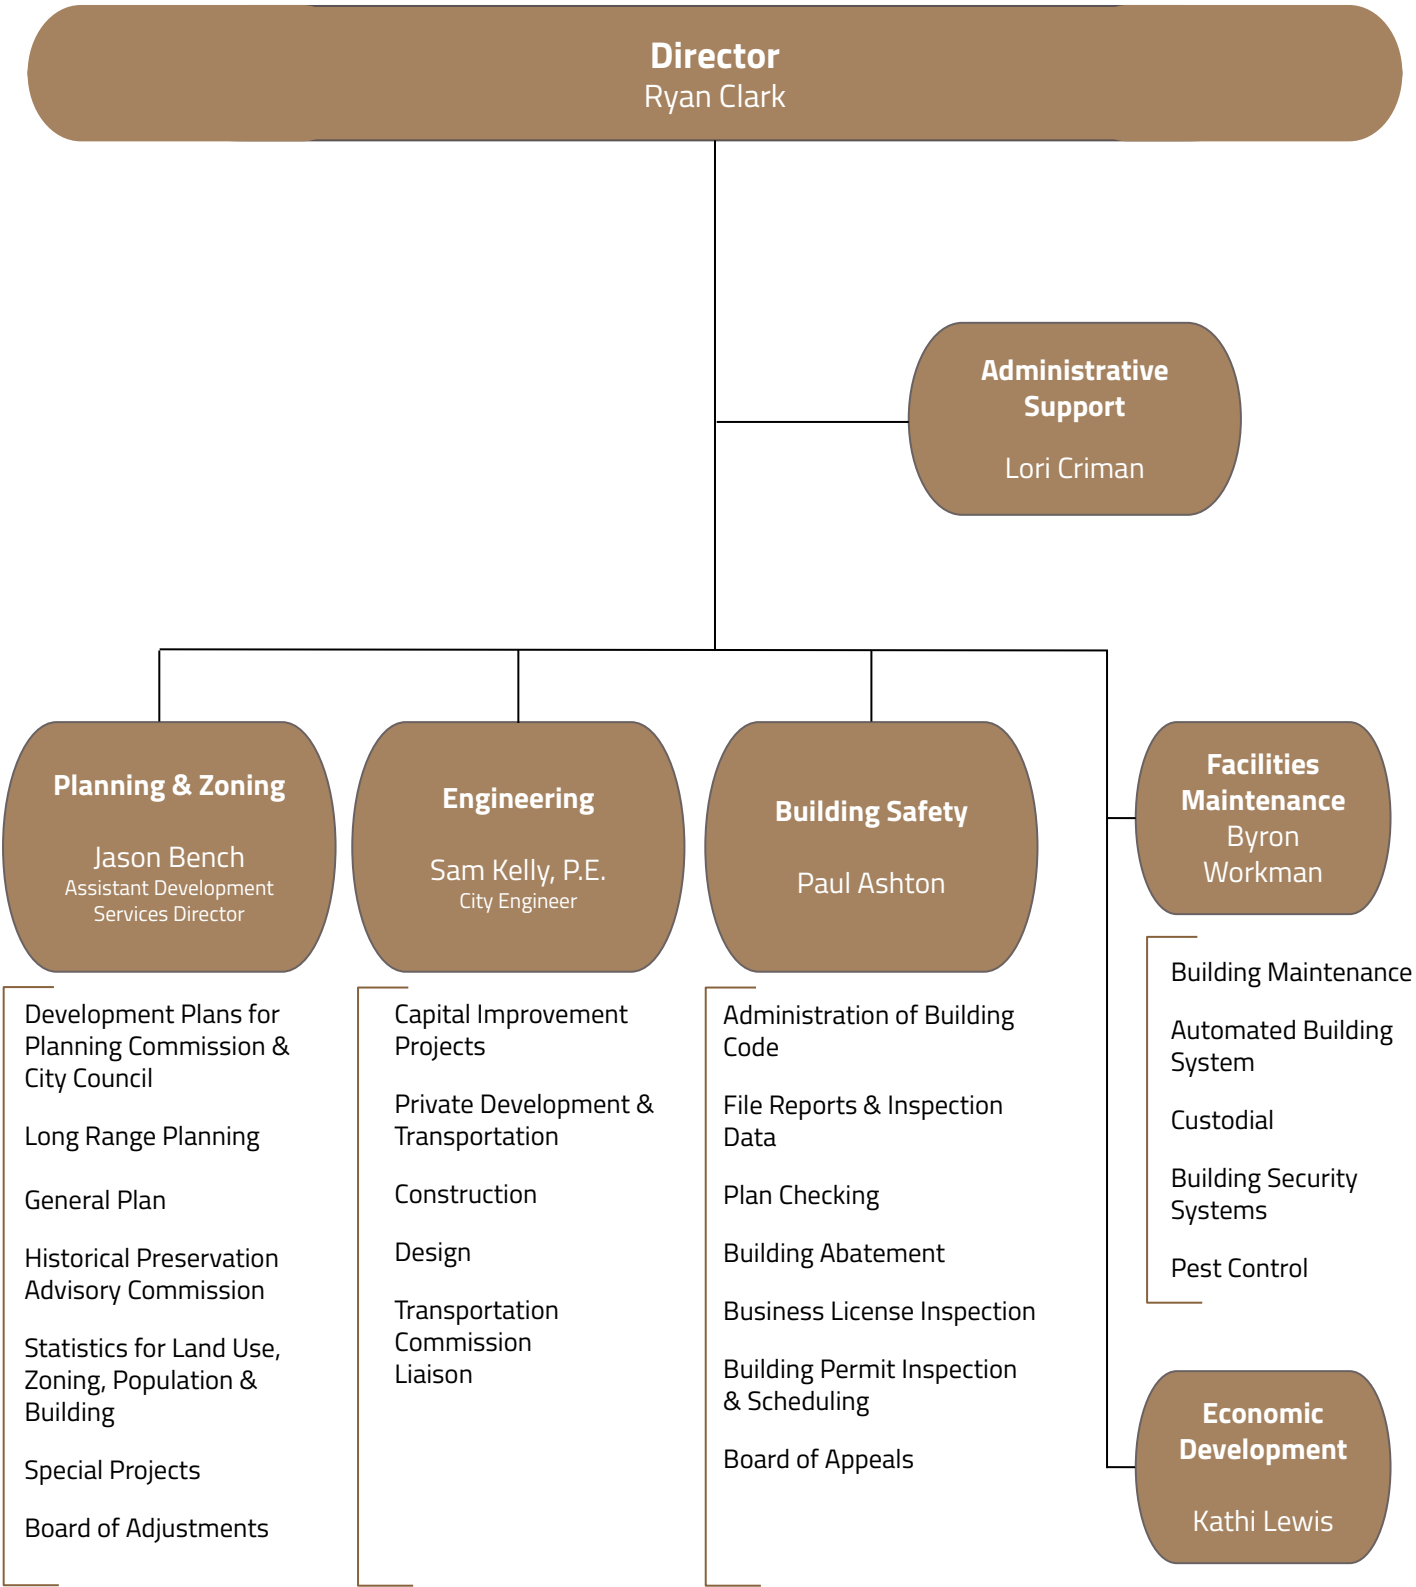 Director
Ryan Clark
Administrative
Support
Lori Criman
Planning & Zoning
Jason Bench
Assistant Development
Services Director
Development Plans for
Planning Commission &
City Council
Long Range Planning
General Plan
Historical Preservation
Advisory Commission
Statistics for Land Use,
Zoning, Population &
Building
Special Projects
Board of Adjustments
Engineering
Sam Kelly, P.E.
City Engineer
Capital Improvement
Projects
Private Development &
Transportation
Construction
Design
Transportation
Commission
Liaison
Building Safety
Paul Ashton
Administration of Building
Code
File Reports & Inspection
Data
Plan Checking
Building Abatement
Business License Inspection
Building Permit Inspection
& Scheduling
Board of Appeals
Facilities
Maintenance
Byron
Workman
Building Maintenance
Automated Building
System
Custodial
Building Security
Systems
Pest Control
Economic
Development
Kathi Lewis